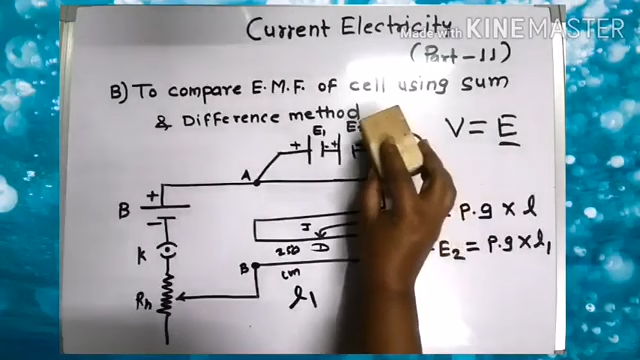 Current Electricity
Made with KINEMASTER
(Part-11)
B) To compare E.M.F. of cell using sum
& Difference method
V = E
+ E1 + E
A
+
B
P.g × l
I
K
250 D
E2 = P.g × l1
B
cm
Rh
l1